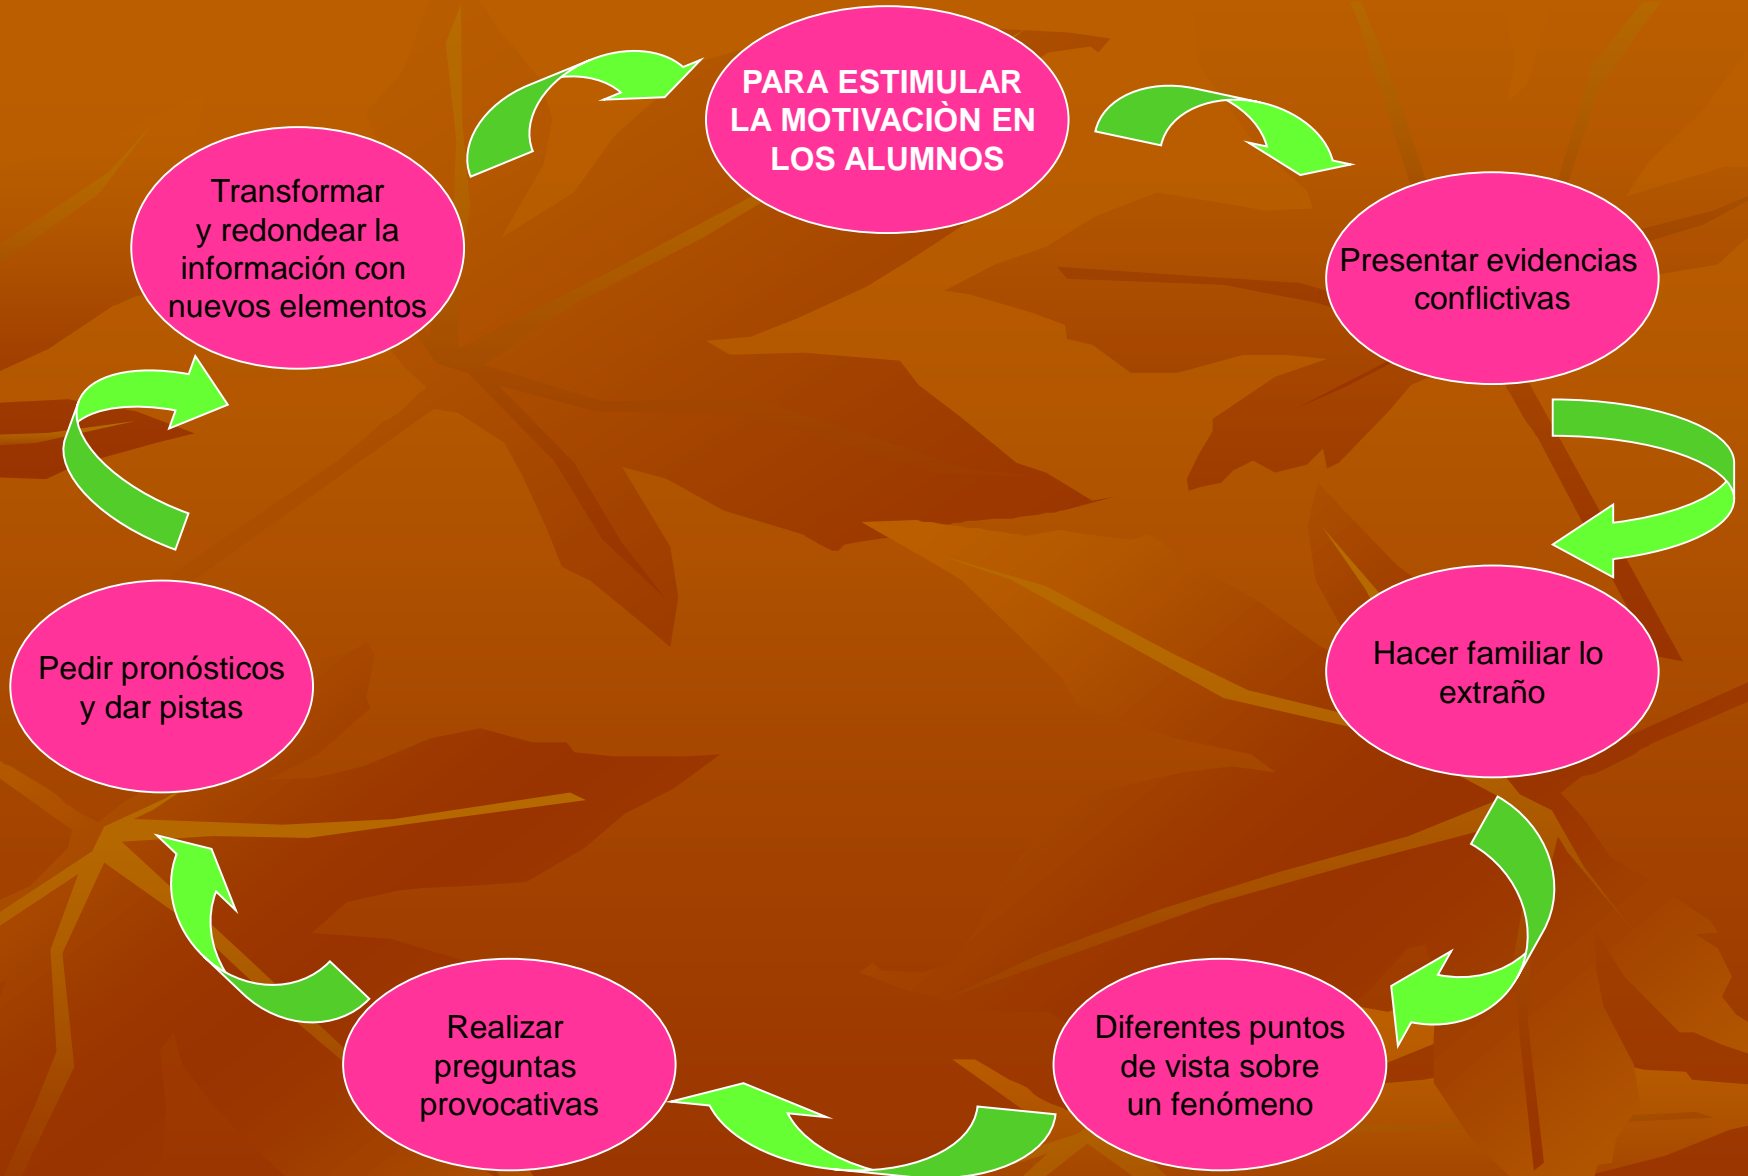 PARA ESTIMULAR
LA MOTIVACIÒN EN
LOS ALUMNOS
Presentar evidencias
conflictivas
Hacer familiar lo
extraño
Diferentes puntos
de vista sobre
un fenómeno
Realizar
preguntas
provocativas
Pedir pronósticos
y dar pistas
Transformar
y redondear la
información con
nuevos elementos